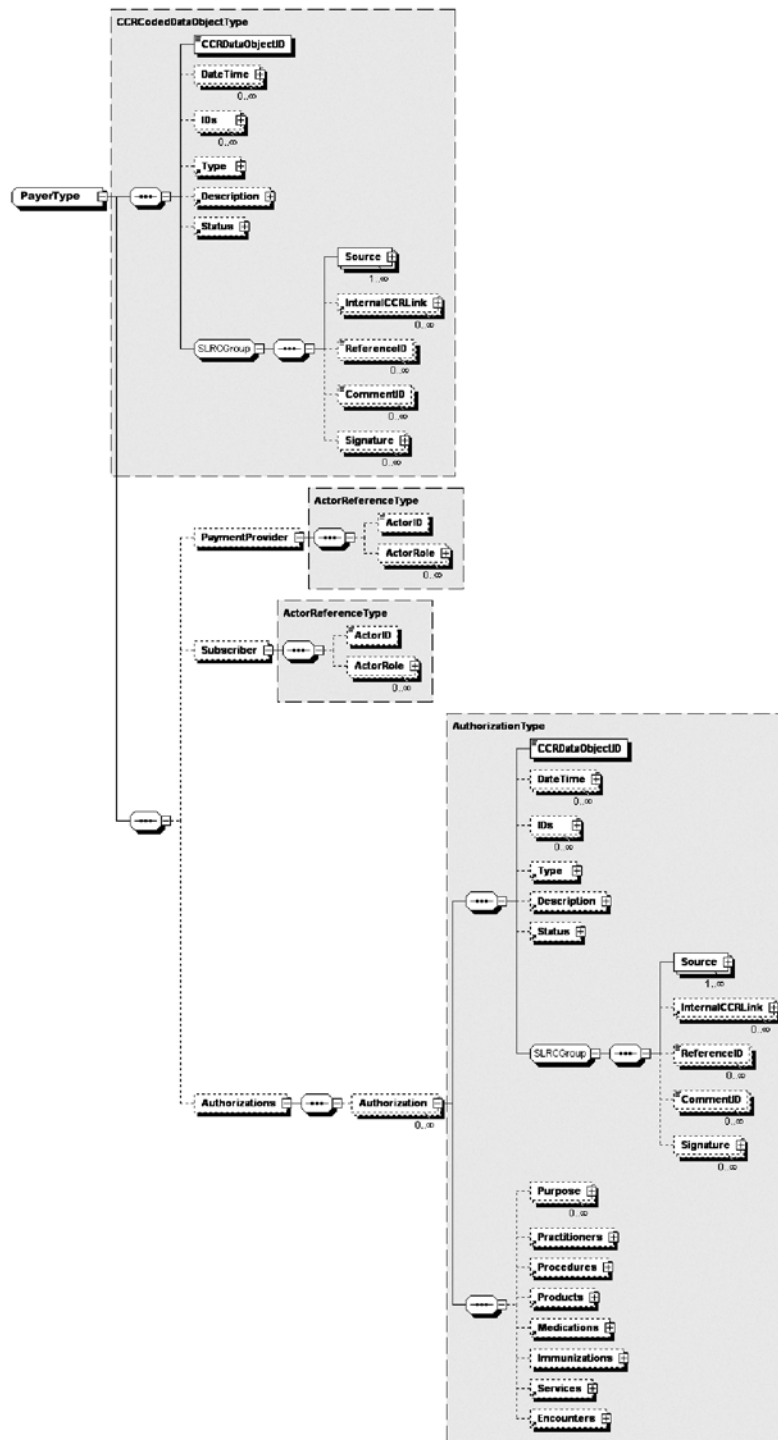 CCRCodedDataObjectType
CCRDataObjectID
DateTime
0..∞
IDs
0..∞
Type
PayerType
Description
Status
Source
1..∞
InternalCCRLink
0..∞
SLRCGroup
ReferenceID
0..∞
CommentID
0..∞
Signature
0..∞
ActorReferenceType
ActorID
PaymentProvider
ActorRole
0..∞
ActorReferenceType
ActorID
Subscriber
ActorRole
0..∞
AuthorizationType
CCRDataObjectID
DateTime
0..∞
IDs
0..∞
Type
Description
Status
Source
1..∞
InternalCCRLink
0..∞
SLRCGroup
ReferenceID
0..∞
CommentID
0..∞
Authorizations
Authorization
0..∞
Signature
0..∞
Purpose
0..∞
Practitioners
Procedures
Products
Medications
Immunizations
Services
Encounters